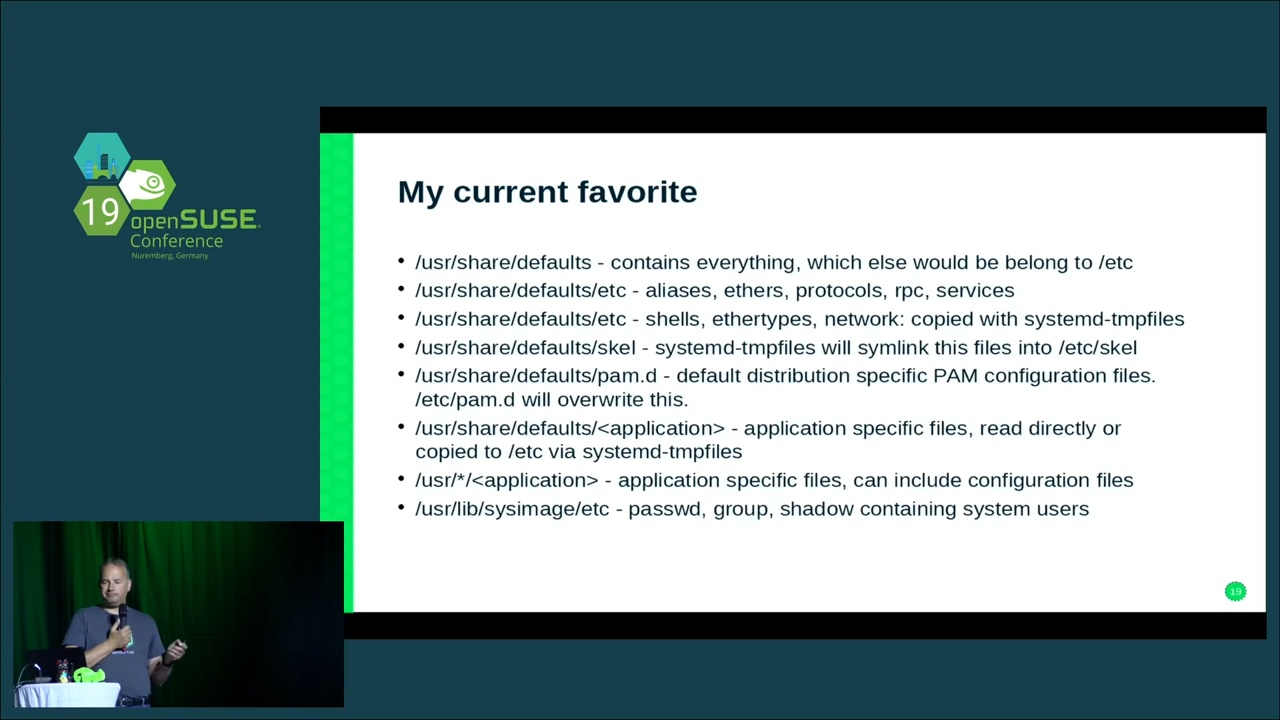 19
openSUSE
Conference
Nuremberg, Germany
My current favorite
• /usr/share/defaults - contains everything, which else would be belong to /etc
• /usr/share/defaults/etc - aliases, ethers, protocols, rpc, services
• /usr/share/defaults/etc - shells, ethertypes, network: copied with systemd-tmpfiles
• /usr/share/defaults/skel - systemd-tmpfiles will symlink this files into /etc/skel
• /usr/share/defaults/pam.d - default distribution specific PAM configuration files.
/etc/pam.d will overwrite this.
• /usr/share/defaults/<application> - application specific files, read directly or
copied to /etc via systemd-tmpfiles
• /usr/*/<application> - application specific files, can include configuration files
• /usr/lib/sysimage/etc - passwd, group, shadow containing system users
19